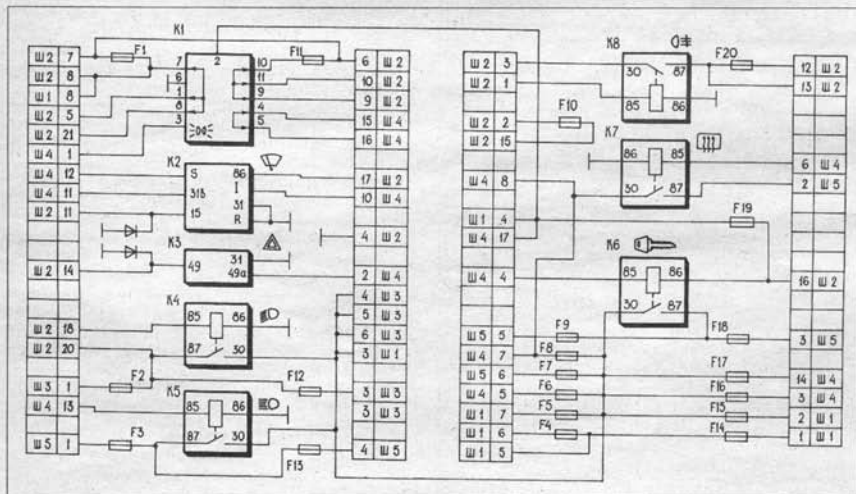 K1
Ш2 7
F1
7 2 10
F11
6 Ш2
Ш2 8
6 11
10 Ш2
Ш1 8
1 9
9 Ш2
Ш2 5
8 4
15 Ш4
Ш2 21
3 5
16 Ш4
Ш4 1
K2
Ш4 12
S 86
17 Ш2
I
Ш4 11
31b 31
10 Ш4
Ш2 11
15 R
4 Ш2
K3
Ш2 14
49 31
49a
2 Ш4
4 Ш3
K4
5 Ш3
Ш2 18
85 86
6 Ш3
Ш2 20
87 30
3 Ш1
F2
Ш3 1
F12
3 Ш3
K5
Ш4 13
85 86
3 Ш3
F3
Ш5 1
87 30
F13
4 Ш5
K8
Ш2 3
30 87
F20
12 Ш2
Ш2 1
85 86
13 Ш2
F10
Ш2 2
K7
Ш2 15
86 85
6 Ш4
Ш4 8
30 87
2 Ш5
Ш1 4
F19
Ш4 17
K6
Ш4 4
85 86
16 Ш2
30 87
Ш5 5
F9
F18
3 Ш5
Ш4 7
F8
Ш5 6
F7
F17
14 Ш4
Ш4 5
F6
F16
3 Ш4
Ш1 7
F5
F15
2 Ш1
Ш1 6
F4
F14
1 Ш1
Ш1 5